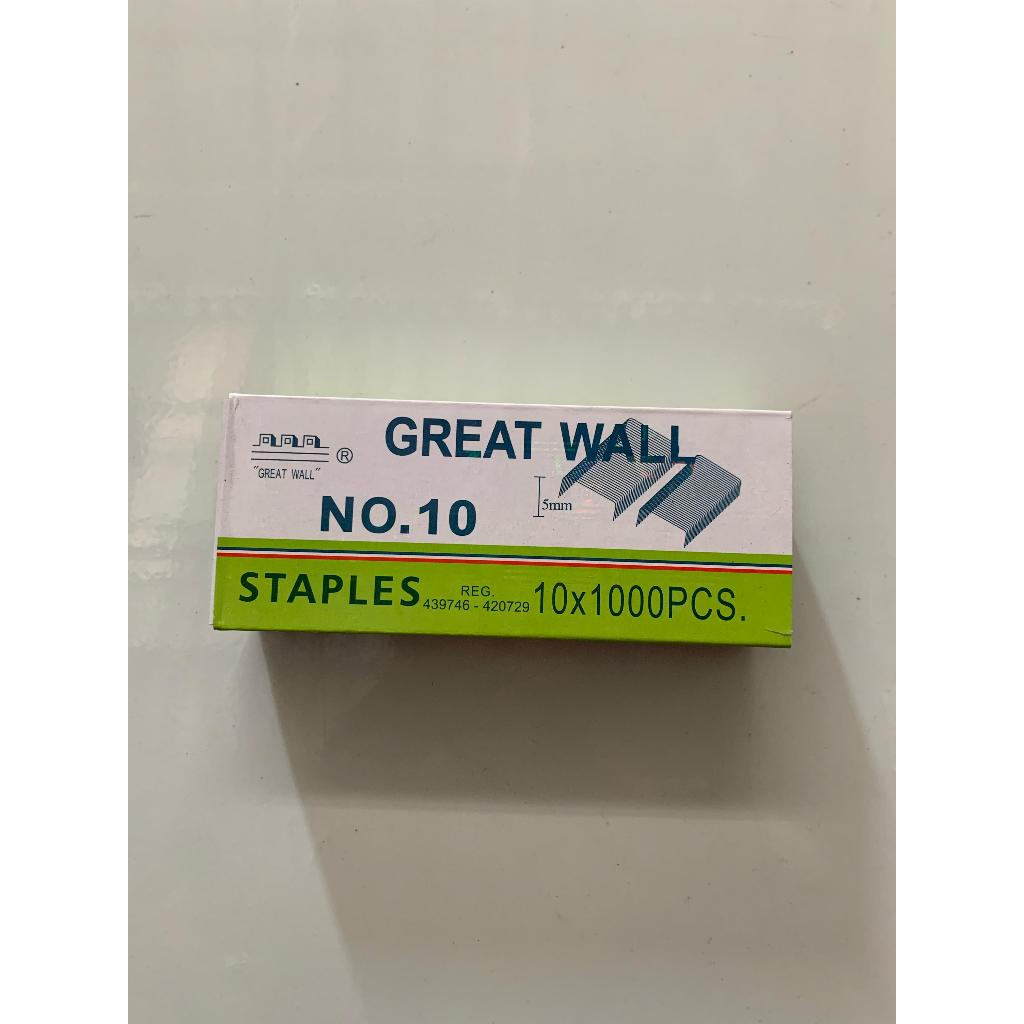 GREAT WALL
®
"GREAT WALL"
NO.10
5mm
STAPLES
REG.
439746 - 420729
10x1000PCS.